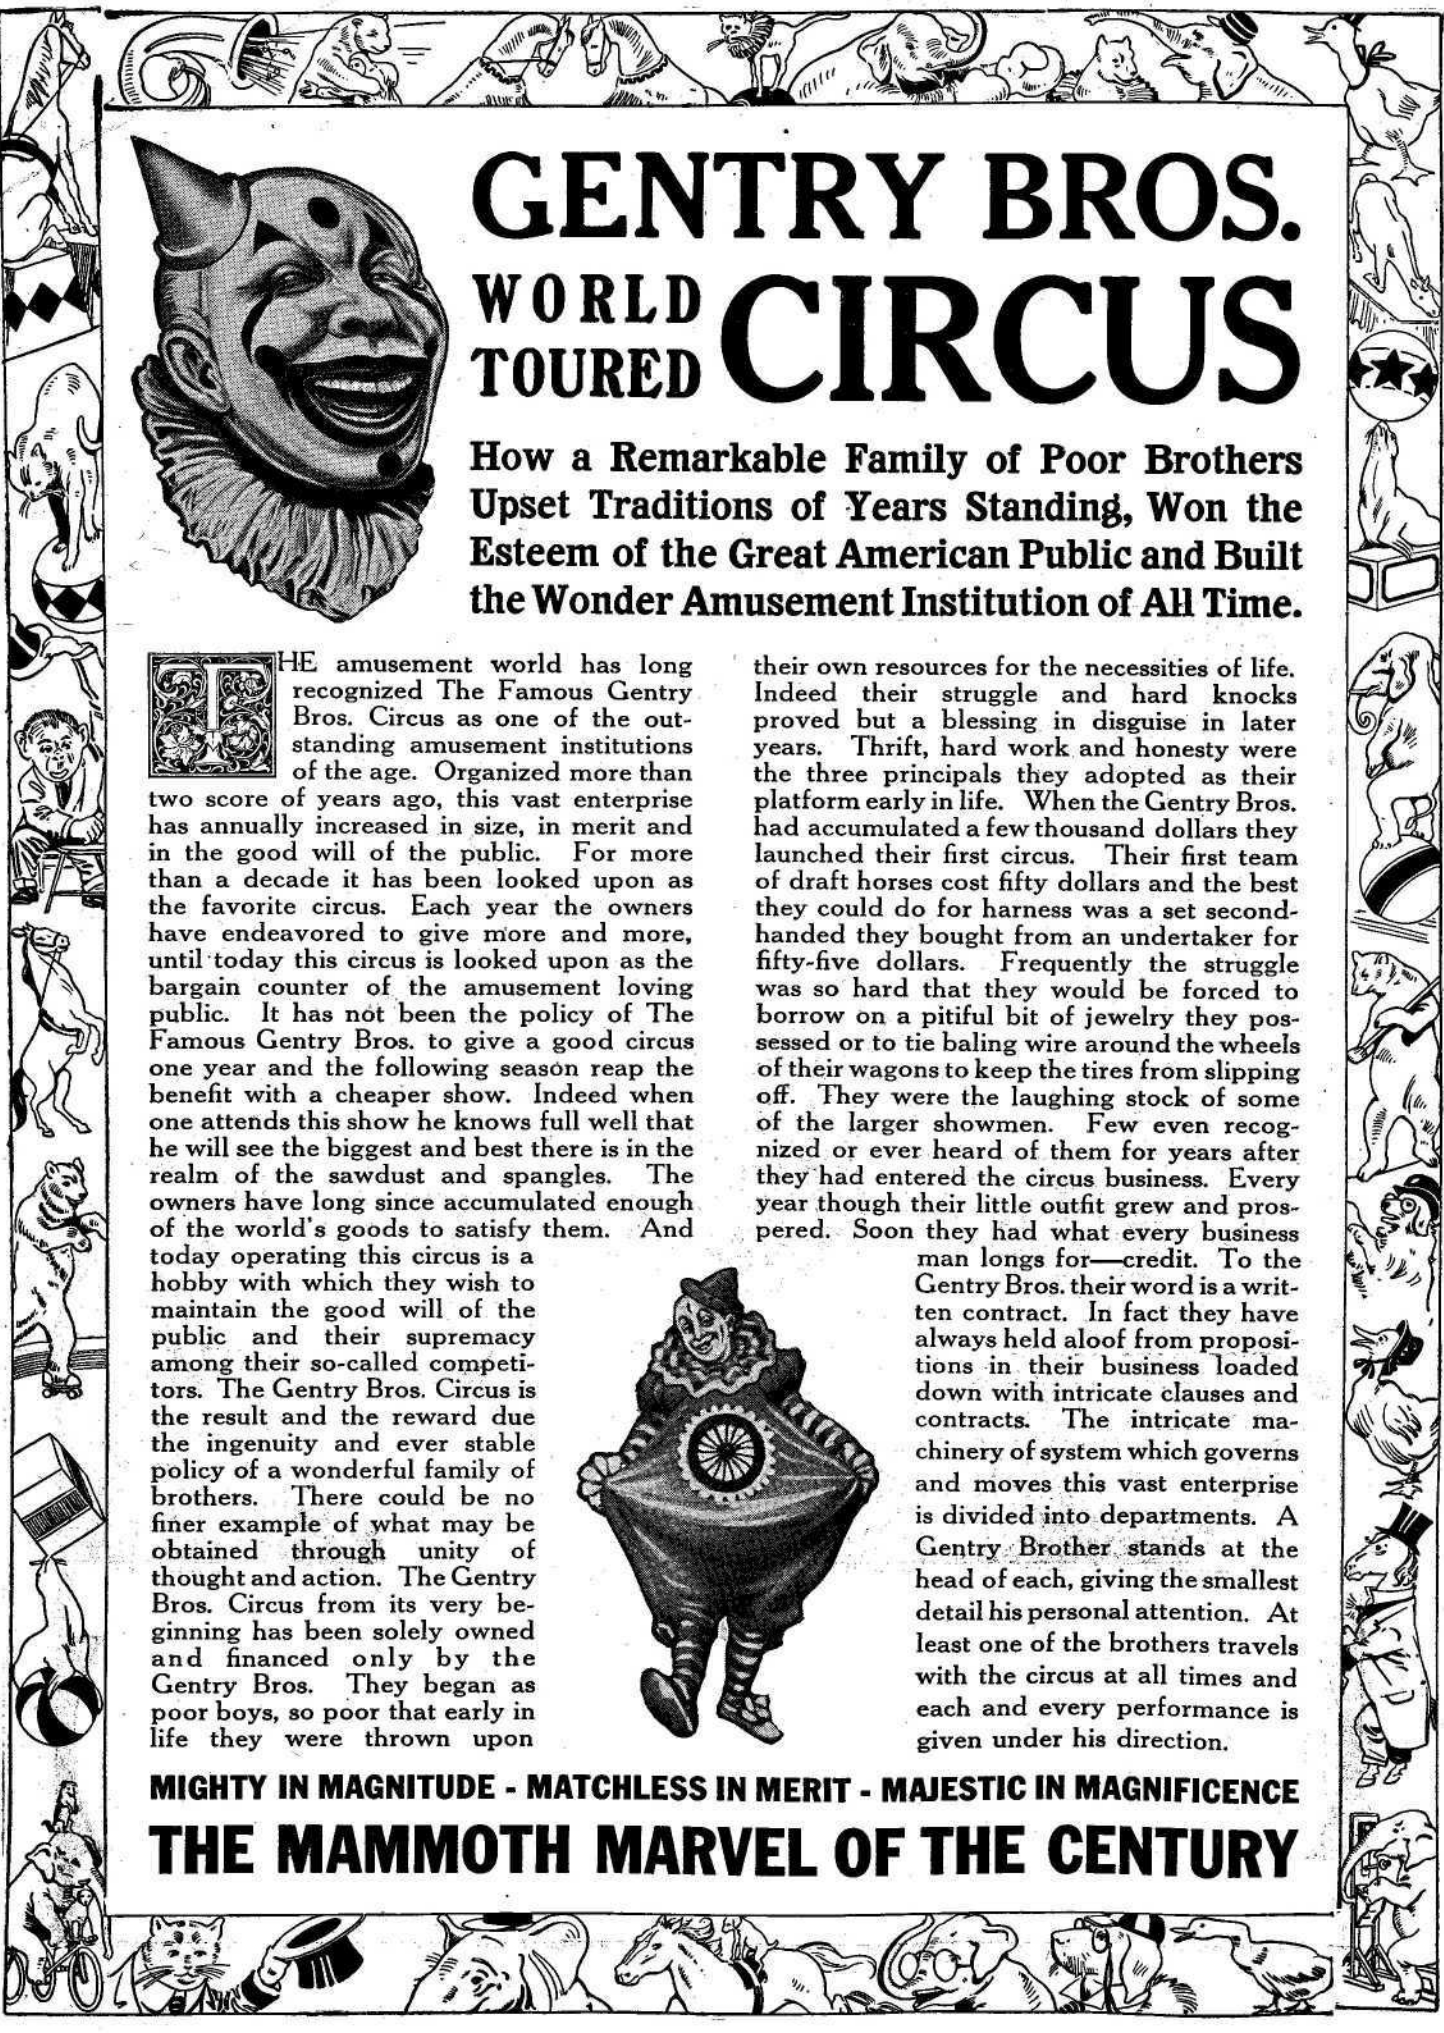 GENTRY BROS.
WORLD TOURED CIRCUS
How a Remarkable Family of Poor Brothers
Upset Traditions of Years Standing, Won the
Esteem of the Great American Public and Built
the Wonder Amusement Institution of All Time.
THE amusement world has long
recognized The Famous Gentry
Bros. Circus as one of the out-
standing amusement institutions
of the age. Organized more than
two score of years ago, this vast enterprise
has annually increased in size, in merit and
in the good will of the public. For more
than a decade it has been looked upon as
the favorite circus. Each year the owners
have endeavored to give more and more,
until today this circus is looked upon as the
bargain counter of the amusement loving
public. It has not been the policy of The
Famous Gentry Bros. to give a good circus
one year and the following season reap the
benefit with a cheaper show. Indeed when
one attends this show he knows full well that
he will see the biggest and best there is in the
realm of the sawdust and spangles. The
owners have long since accumulated enough
of the world's goods to satisfy them. And
today operating this circus is a
hobby with which they wish to
maintain the good will of the
public and their supremacy
among their so-called competi-
tors. The Gentry Bros. Circus is
the result and the reward due
the ingenuity and ever stable
policy of a wonderful family of
brothers. There could be no
finer example of what may be
obtained through unity of
thought and action. The Gentry
Bros. Circus from its very be-
ginning has been solely owned
and financed only by the
Gentry Bros. They began as
poor boys, so poor that early in
life they were thrown upon
their own resources for the necessities of life.
Indeed their struggle and hard knocks
proved but a blessing in disguise in later
years. Thrift, hard work and honesty were
the three principals they adopted as their
platform early in life. When the Gentry Bros.
had accumulated a few thousand dollars they
launched their first circus. Their first team
of draft horses cost fifty dollars and the best
they could do for harness was a set second-
handed they bought from an undertaker for
fifty-five dollars. Frequently the struggle
was so hard that they would be forced to
borrow on a pitiful bit of jewelry they pos-
sessed or to tie baling wire around the wheels
of their wagons to keep the tires from slipping
off. They were the laughing stock of some
of the larger showmen. Few even recog-
nized or ever heard of them for years after
they had entered the circus business. Every
year though their little outfit grew and pros-
pered. Soon they had what every business
man longs for—credit. To the
Gentry Bros. their word is a writ-
ten contract. In fact they have
always held aloof from proposi-
tions in their business loaded
down with intricate clauses and
contracts. The intricate ma-
chinery of system which governs
and moves this vast enterprise
is divided into departments. A
Gentry Brother stands at the
head of each, giving the smallest
detail his personal attention. At
least one of the brothers travels
with the circus at all times and
each and every performance is
given under his direction.
MIGHTY IN MAGNITUDE - MATCHLESS IN MERIT - MAJESTIC IN MAGNIFICENCE
THE MAMMOTH MARVEL OF THE CENTURY